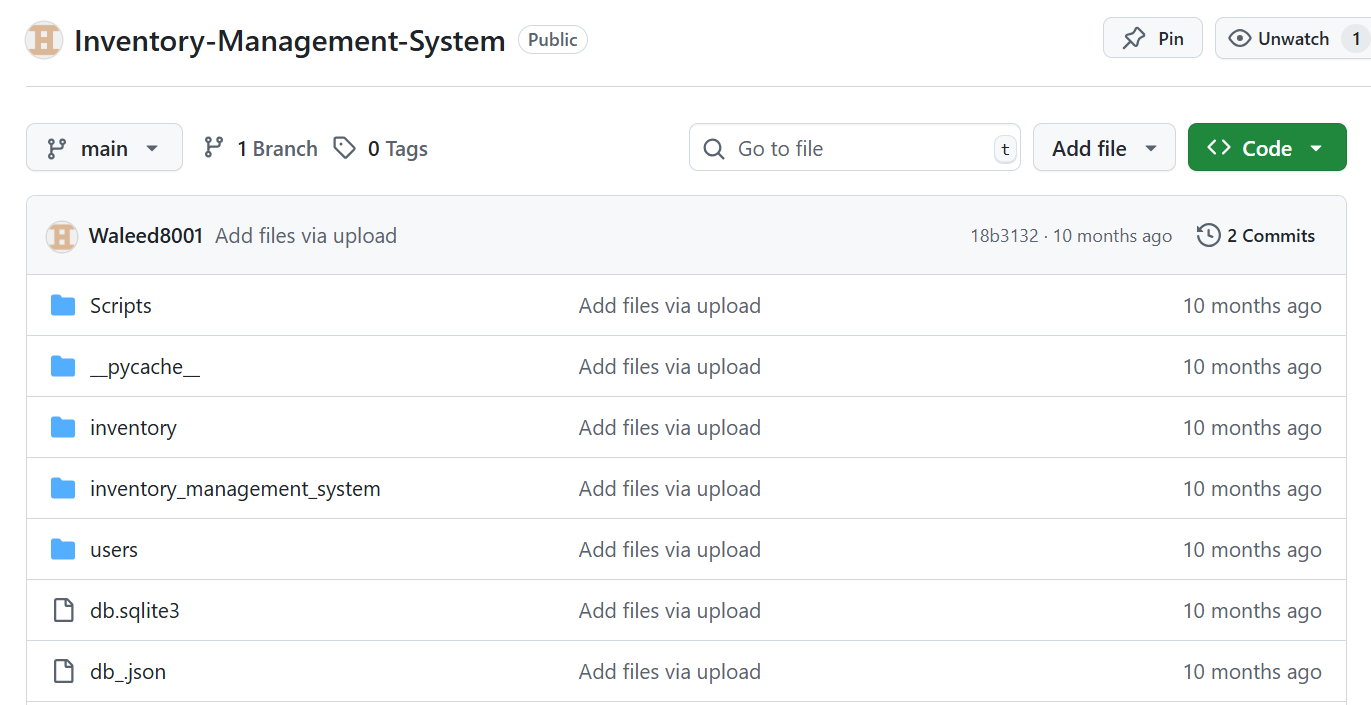 Inventory-Management-System Public Pin Unwatch 1
main 1 Branch 0 Tags Go to file t Add file Code
Waleed8001 Add files via upload 18b3132 · 10 months ago 2 Commits
Scripts Add files via upload 10 months ago
__pycache__ Add files via upload 10 months ago
inventory Add files via upload 10 months ago
inventory_management_system Add files via upload 10 months ago
users Add files via upload 10 months ago
db.sqlite3 Add files via upload 10 months ago
db_.json Add files via upload 10 months ago